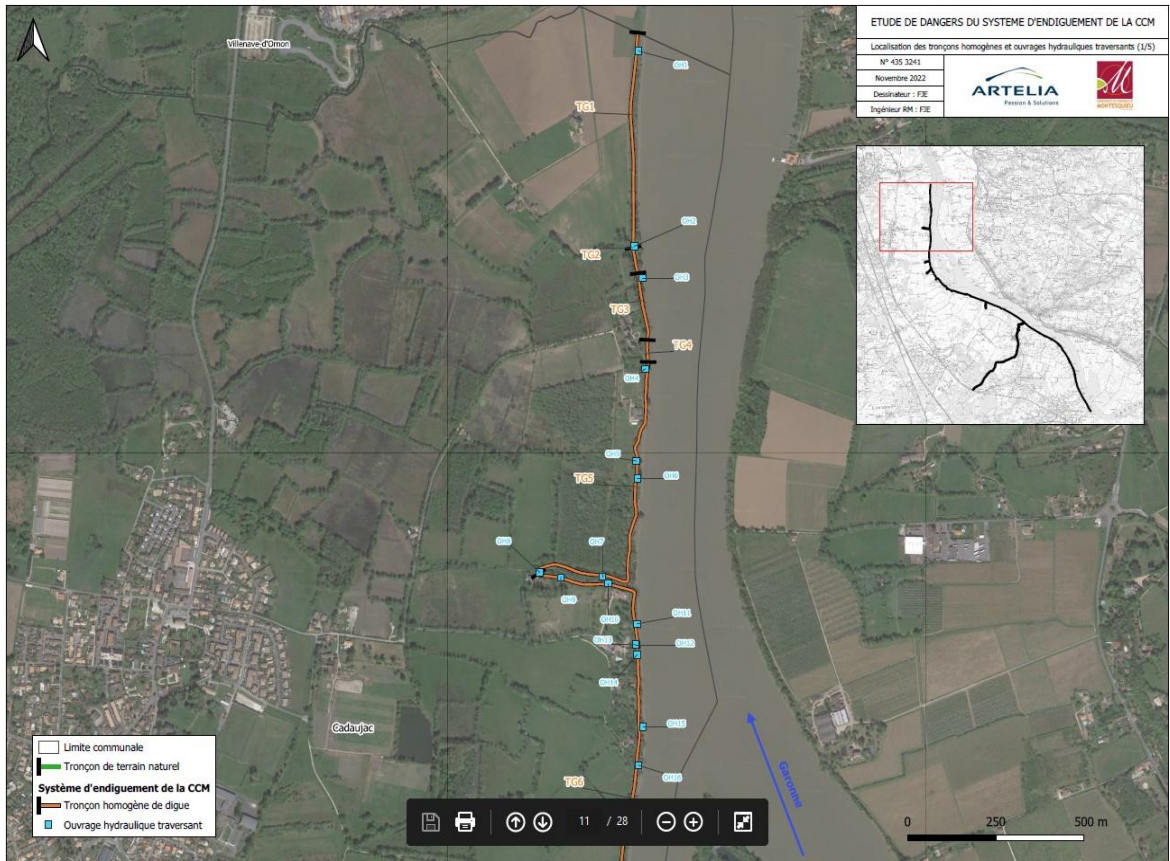 ETUDE DE DANGERS DU SYSTEME D'ENDIGUEMENT DE LA CCM
Localisation des tronçons homogènes et ouvrages hydrauliques traversants (1/5)
N° 435 3241
Novembre 2022
Dessinateur : FJE
Ingénieur RM : FJE
ARTELIA
Passion & Solutions
MONTESQUIEU
Villenave-d'Ornon
OH1
TG1
OH2
TG2
OH3
TG3
TG4
OH4
OH5
TG5
OH6
OH8
OH7
OH9
OH10
OH11
OH13
OH12
OH14
Cadaujac
OH15
OH16
TG6
Garonne
Limite communale
Tronçon de terrain naturel
Système d'endiguement de la CCM
Tronçon homogène de digue
Ouvrage hydraulique traversant
11 / 28
0 250 500 m